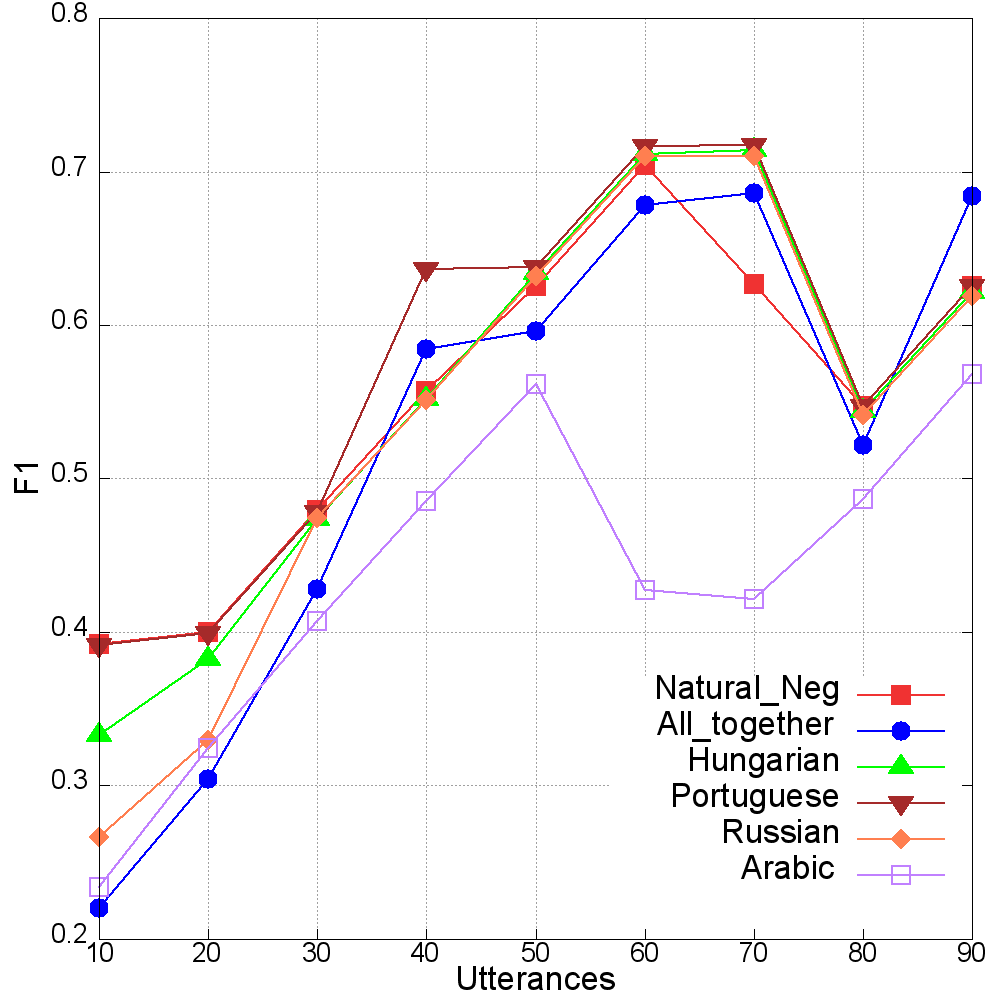 0.8
0.7
0.6
0.5
0.4
0.3
0.2
F1
Natural_Neg
All_together
Hungarian
Portuguese
Russian
Arabic
10 20 30 40 50 60 70 80 90
Utterances